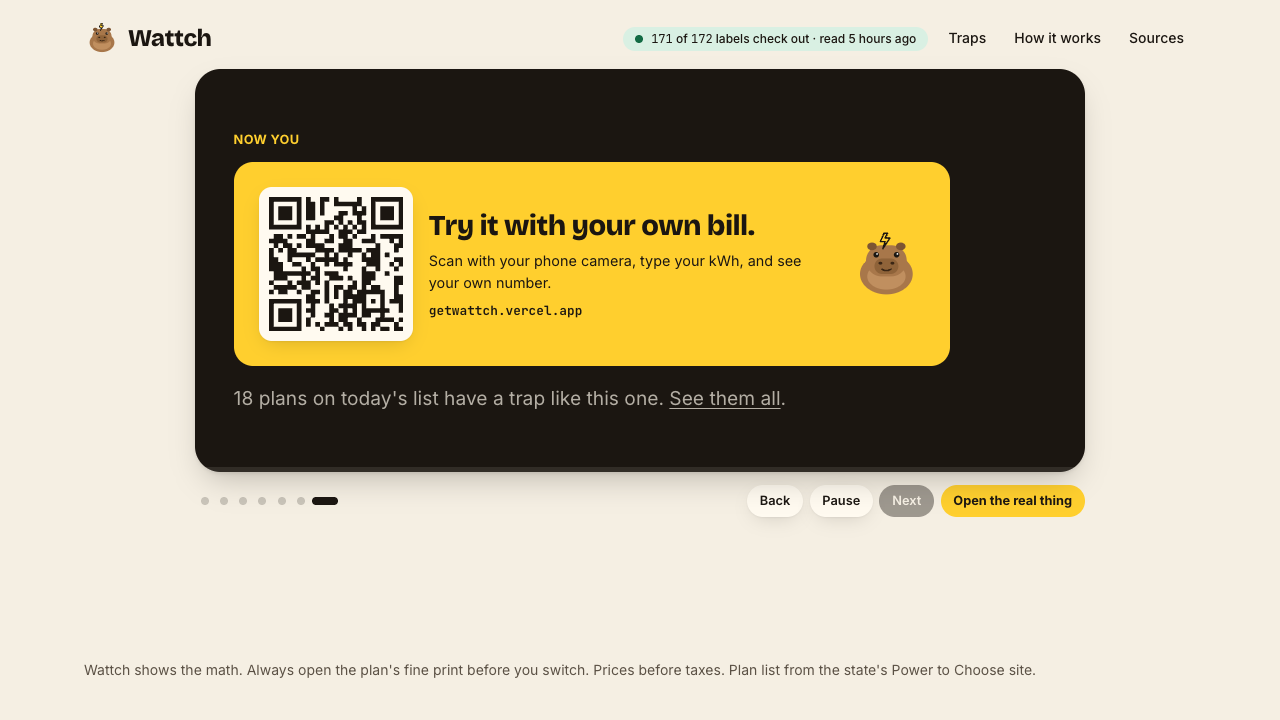 Wattch
171 of 172 labels check out · read 5 hours ago
Traps
How it works
Sources
NOW YOU
Try it with your own bill.
Scan with your phone camera, type your kWh, and see
your own number.
getwattch.vercel.app
18 plans on today's list have a trap like this one. See them all.
Back
Pause
Next
Open the real thing
Wattch shows the math. Always open the plan's fine print before you switch. Prices before taxes. Plan list from the state's Power to Choose site.